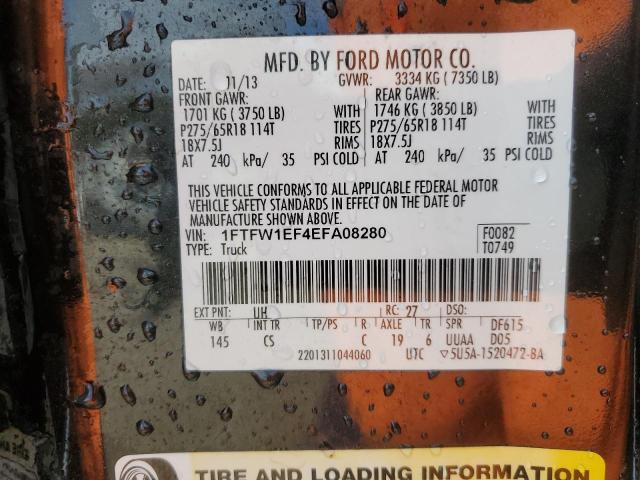 MFD. BY FORD MOTOR CO.
DATE: 11/13 GVWR: 3334 KG ( 7350 LB)
FRONT GAWR: REAR GAWR:
1701 KG ( 3750 LB) WITH 1746 KG ( 3850 LB) WITH
P275/65R18 114T TIRES P275/65R18 114T TIRES
18X7.5J RIMS 18X7.5J RIMS
AT 240 kPa/ 35 PSI COLD AT 240 kPa/ 35 PSI COLD
THIS VEHICLE CONFORMS TO ALL APPLICABLE FEDERAL MOTOR
VEHICLE SAFETY STANDARDS IN EFFECT ON THE DATE OF
MANUFACTURE SHOWN ABOVE.
VIN: 1FTFW1EF4EFA08280 F0082
TYPE: Truck T0749
EXT PNT: UH RC: 27 DSO:
WB INT TR TP/PS R AXLE TR SPR DF615
145 CS C 19 6 UUAA D05
2201311044060 UTC ▽5U5A-1520472-BA
TIRE AND LOADING INFORMATION